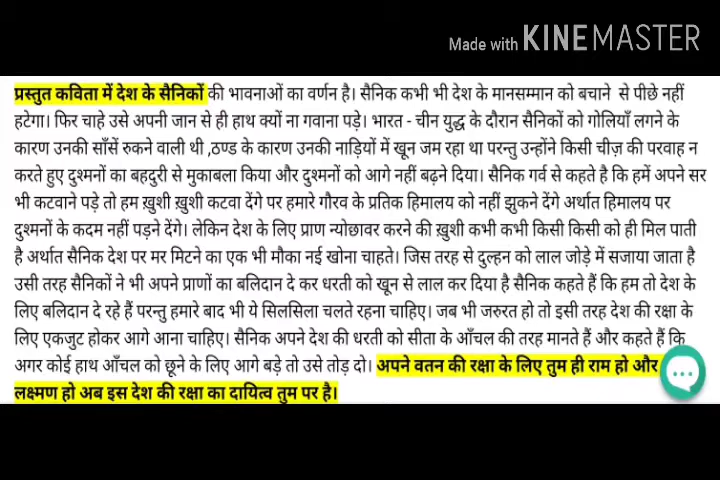 Made with KINEMASTER
प्रस्तुत कविता में देश के सैनिकों की भावनाओं का वर्णन है। सैनिक कभी भी देश के मानसम्मान को बचाने से पीछे नहीं
हटेगा। फिर चाहे उसे अपनी जान से ही हाथ क्यों ना गवाना पड़े। भारत - चीन युद्ध के दौरान सैनिकों को गोलियाँ लगने के
कारण उनकी साँसें रुकने वाली थी ,ठण्ड के कारण उनकी नाड़ियों में खून जम रहा था परन्तु उन्होंने किसी चीज़ की परवाह न
करते हुए दुश्मनों का बहदुरी से मुकाबला किया और दुश्मनों को आगे नहीं बढ़ने दिया। सैनिक गर्व से कहते है कि हमें अपने सर
भी कटवाने पड़े तो हम ख़ुशी ख़ुशी कटवा देंगे पर हमारे गौरव के प्रतिक हिमालय को नहीं झुकने देंगे अर्थात हिमालय पर
दुश्मनों के कदम नहीं पड़ने देंगे। लेकिन देश के लिए प्राण न्योछावर करने की ख़ुशी कभी कभी किसी किसी को ही मिल पाती
है अर्थात सैनिक देश पर मर मिटने का एक भी मौका नई खोना चाहते। जिस तरह से दुल्हन को लाल जोड़े में सजाया जाता है
उसी तरह सैनिकों ने भी अपने प्राणों का बलिदान दे कर धरती को खून से लाल कर दिया है सैनिक कहते हैं कि हम तो देश के
लिए बलिदान दे रहे हैं परन्तु हमारे बाद भी ये सिलसिला चलते रहना चाहिए। जब भी जरुरत हो तो इसी तरह देश की रक्षा के
लिए एकजुट होकर आगे आना चाहिए। सैनिक अपने देश की धरती को सीता के आँचल की तरह मानते हैं और कहते हैं कि
अगर कोई हाथ आँचल को छूने के लिए आगे बड़े तो उसे तोड़ दो। अपने वतन की रक्षा के लिए तुम ही राम हो और
लक्ष्मण हो अब इस देश की रक्षा का दायित्व तुम पर है।